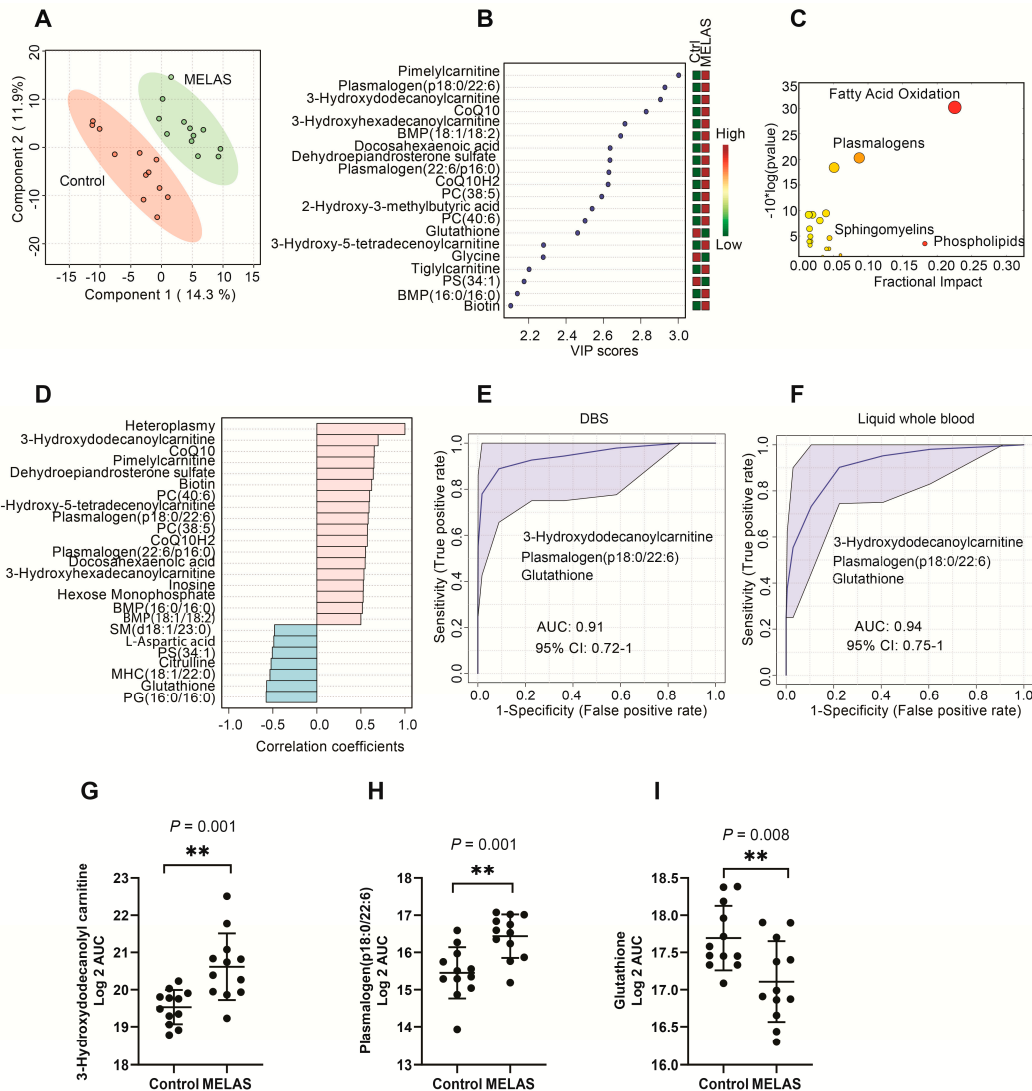 A
20
10
0
-10
-20
Component 2 ( 11.9%)
MELAS
Control
-15 -10 -5 0 5 10 15
Component 1 ( 14.3 %)
B
Ctrl
MELAS
Pimelylcarnitine
Plasmalogen(p18:0/22:6)
3-Hydroxydodecanoylcarnitine
CoQ10
3-Hydroxyhexadecanoylcarnitine
BMP(18:1/18:2)
Docosahexaenoic acid
Dehydroepiandrosterone sulfate
Plasmalogen(22:6/p16:0)
CoQ10H2
PC(38:5)
2-Hydroxy-3-methylbutyric acid
PC(40:6)
Glutathione
3-Hydroxy-5-tetradecenoylcarnitine
Glycine
Tiglylcarnitine
PS(34:1)
BMP(16:0/16:0)
Biotin
2.2 2.4 2.6 2.8 3.0
VIP scores
High
Low
C
-10*log(pvalue)
35
30
25
20
15
10
5
Fatty Acid Oxidation
Plasmalogens
Sphingomyelins
Phospholipids
0.00 0.05 0.10 0.15 0.20 0.25 0.30
Fractional Impact
D
Heteroplasmy
3-Hydroxydodecanoylcarnitine
CoQ10
Pimelylcarnitine
Dehydroepiandrosterone sulfate
Biotin
PC(40:6)
-Hydroxy-5-tetradecenoylcarnitine
Plasmalogen(p18:0/22:6)
PC(38:5)
CoQ10H2
Plasmalogen(22:6/p16:0)
Docosahexaenoic acid
3-Hydroxyhexadecanoylcarnitine
Inosine
Hexose Monophosphate
BMP(16:0/16:0)
BMP(18:1/18:2)
SM(d18:1/23:0)
L-Aspartic acid
PS(34:1)
Citrulline
MHC(18:1/22:0)
Glutathione
PG(16:0/16:0)
-1.0 -0.5 0.0 0.5 1.0
Correlation coefficients
E
DBS
Sensitivity (True positive rate)
1.0
0.8
0.6
0.4
0.2
0.0
3-Hydroxydodecanoylcarnitine
Plasmalogen(p18:0/22:6)
Glutathione
AUC: 0.91
95% CI: 0.72-1
0.0 0.2 0.4 0.6 0.8 1.0
1-Specificity (False positive rate)
F
Liquid whole blood
Sensitivity (True positive rate)
1.0
0.8
0.6
0.4
0.2
0.0
3-Hydroxydodecanoylcarnitine
Plasmalogen(p18:0/22:6)
Glutathione
AUC: 0.94
95% CI: 0.75-1
0.0 0.2 0.4 0.6 0.8 1.0
1-Specificity (False positive rate)
G
P = 0.001
**
3-Hydroxydodecanolyl carnitine
Log 2 AUC
23
22
21
20
19
18
Control MELAS
H
P = 0.001
**
Plasmalogen(p18:0/22:6)
Log 2 AUC
18
17
16
15
14
13
Control MELAS
I
P = 0.008
**
Glutathione
Log 2 AUC
18.5
18.0
17.5
17.0
16.5
16.0
Control MELAS